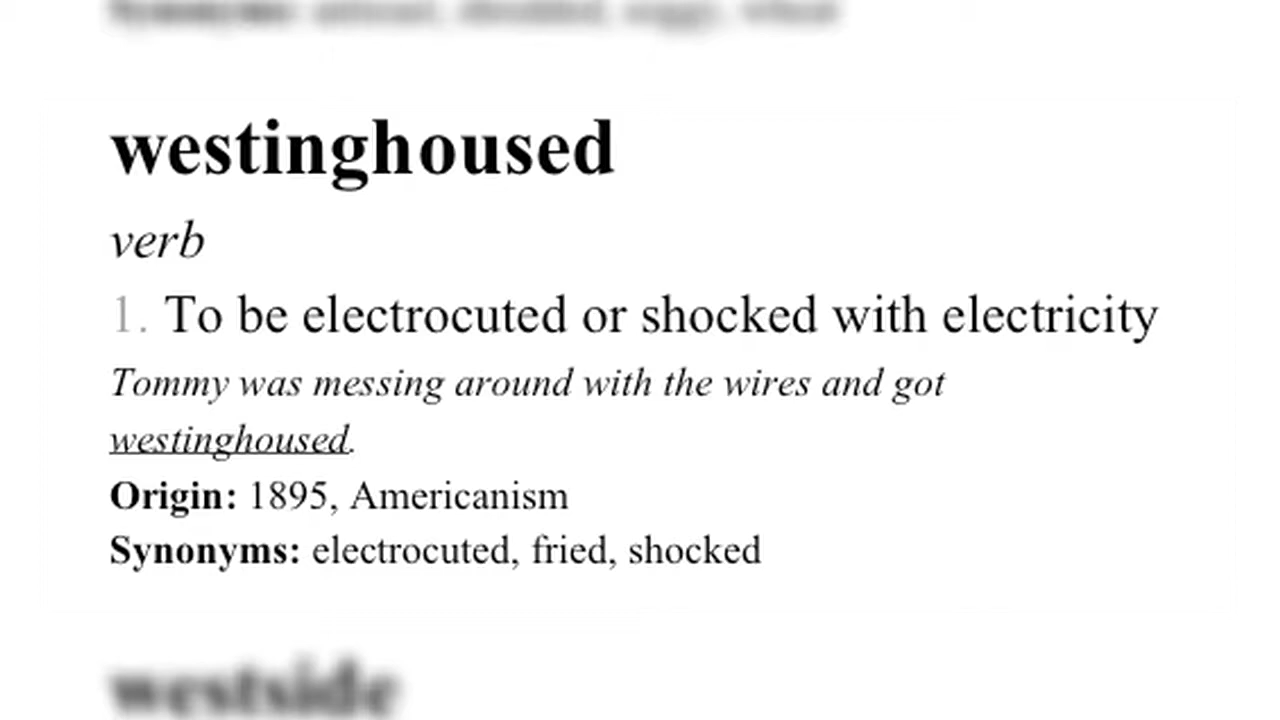 westinghoused
verb
1. To be electrocuted or shocked with electricity
Tommy was messing around with the wires and got
westinghoused.
Origin: 1895, Americanism
Synonyms: electrocuted, fried, shocked
westside